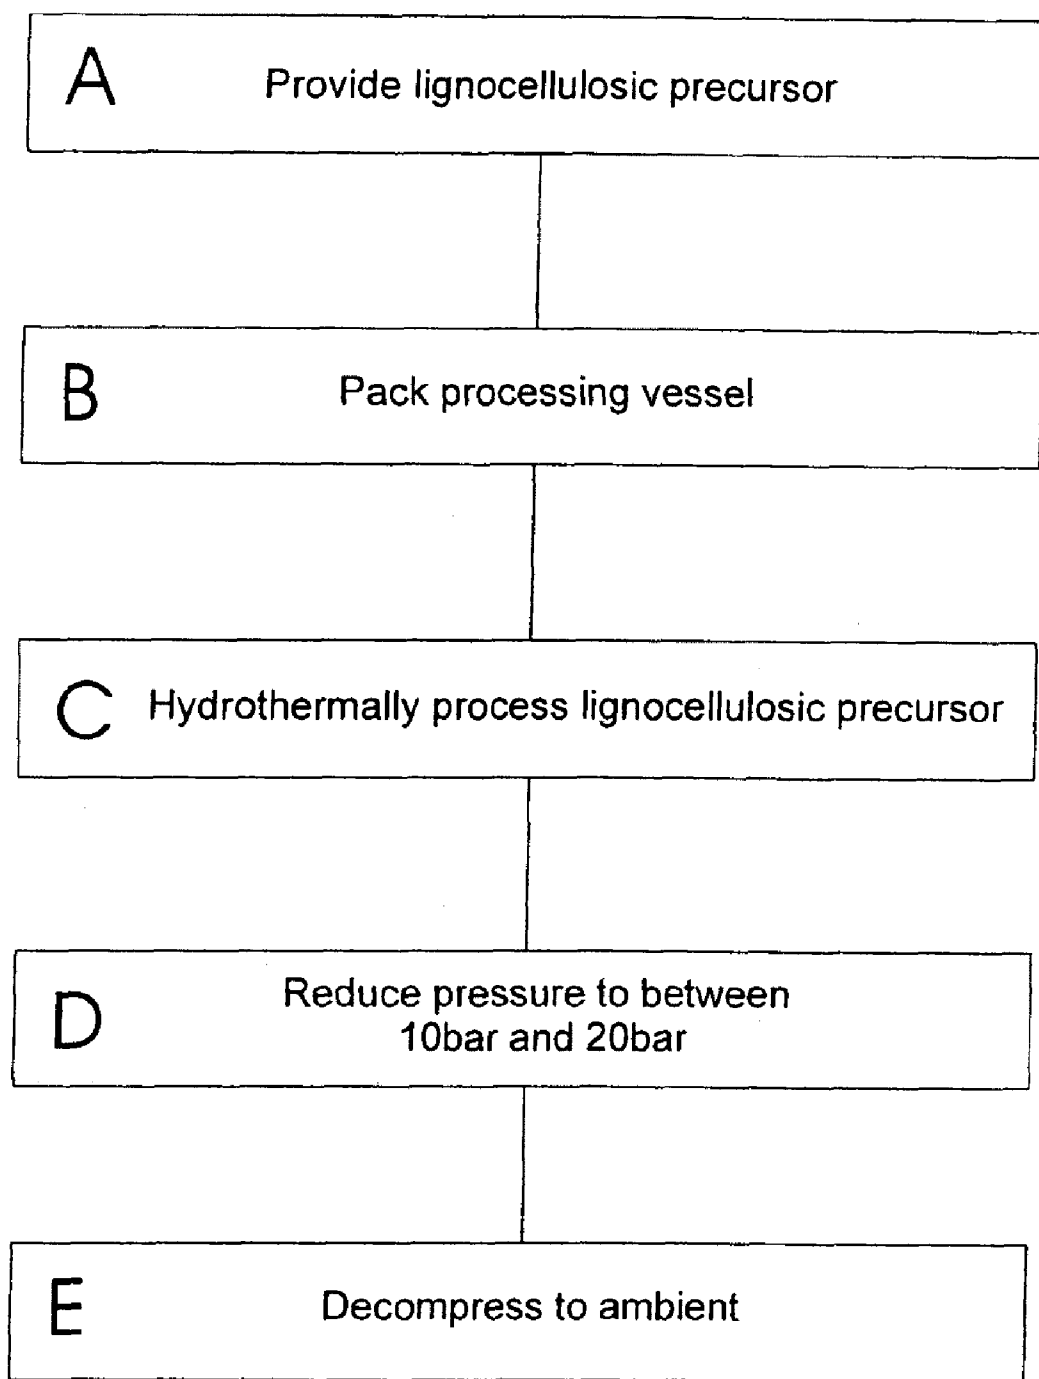 A Provide lignocellulosic precursor
B Pack processing vessel
C Hydrothermally process lignocellulosic precursor
D Reduce pressure to between
10bar and 20bar
E Decompress to ambient